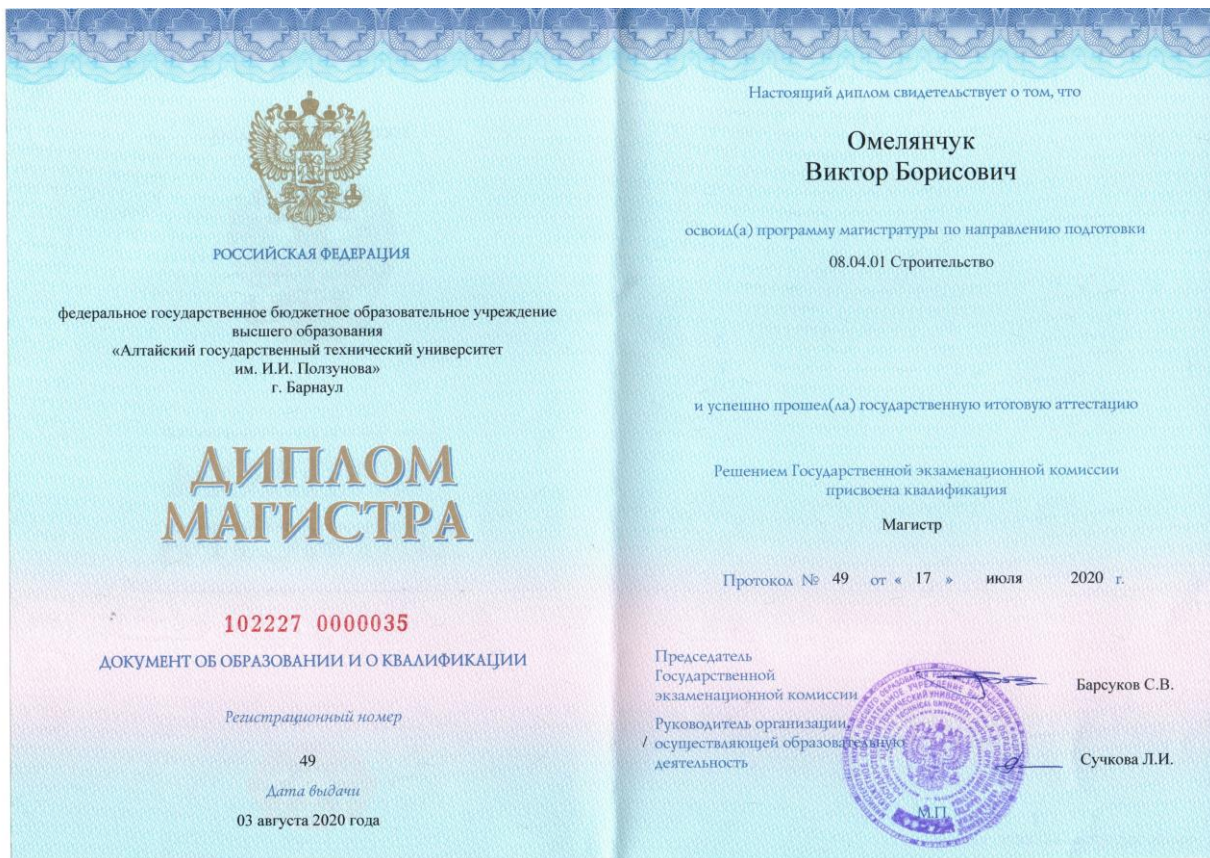 РОССИЙСКАЯ ФЕДЕРАЦИЯ
федеральное государственное бюджетное образовательное учреждение
высшего образования
«Алтайский государственный технический университет
им. И.И. Ползунова»
г. Барнаул
ДИПЛОМ
МАГИСТРА
102227 0000035
ДОКУМЕНТ ОБ ОБРАЗОВАНИИ И О КВАЛИФИКАЦИИ
Регистрационный номер
49
Дата выдачи
03 августа 2020 года
Настоящий диплом свидетельствует о том, что
Омелянчук
Виктор Борисович
освоил(а) программу магистратуры по направлению подготовки
08.04.01 Строительство
и успешно прошел(ла) государственную итоговую аттестацию
Решением Государственной экзаменационной комиссии
присвоена квалификация
Магистр
Протокол № 49 от « 17 » июля 2020 г.
Председатель
Государственной
экзаменационной комиссии
Барсуков С.В.
Руководитель организации,
/ осуществляющей образовательную
деятельность
Сучкова Л.И.
М.П.